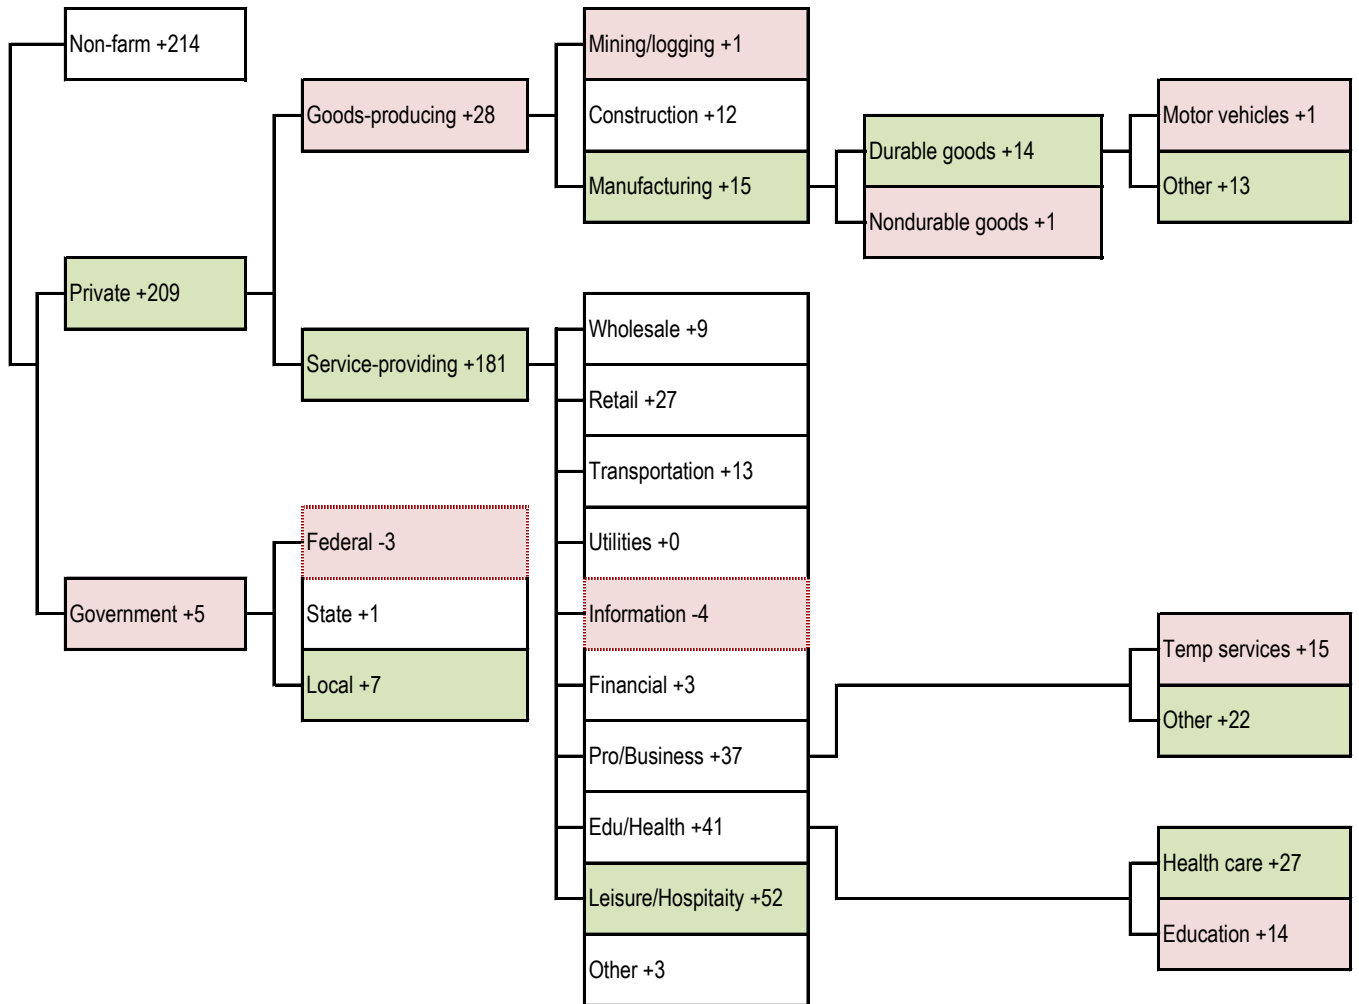 Non-farm +214
Private +209
Government +5
Goods-producing +28
Service-providing +181
Federal -3
State +1
Local +7
Mining/logging +1
Construction +12
Manufacturing +15
Wholesale +9
Retail +27
Transportation +13
Utilities +0
Information -4
Financial +3
Pro/Business +37
Edu/Health +41
Leisure/Hospitaity +52
Other +3
Durable goods +14
Nondurable goods +1
Motor vehicles +1
Other +13
Temp services +15
Other +22
Health care +27
Education +14